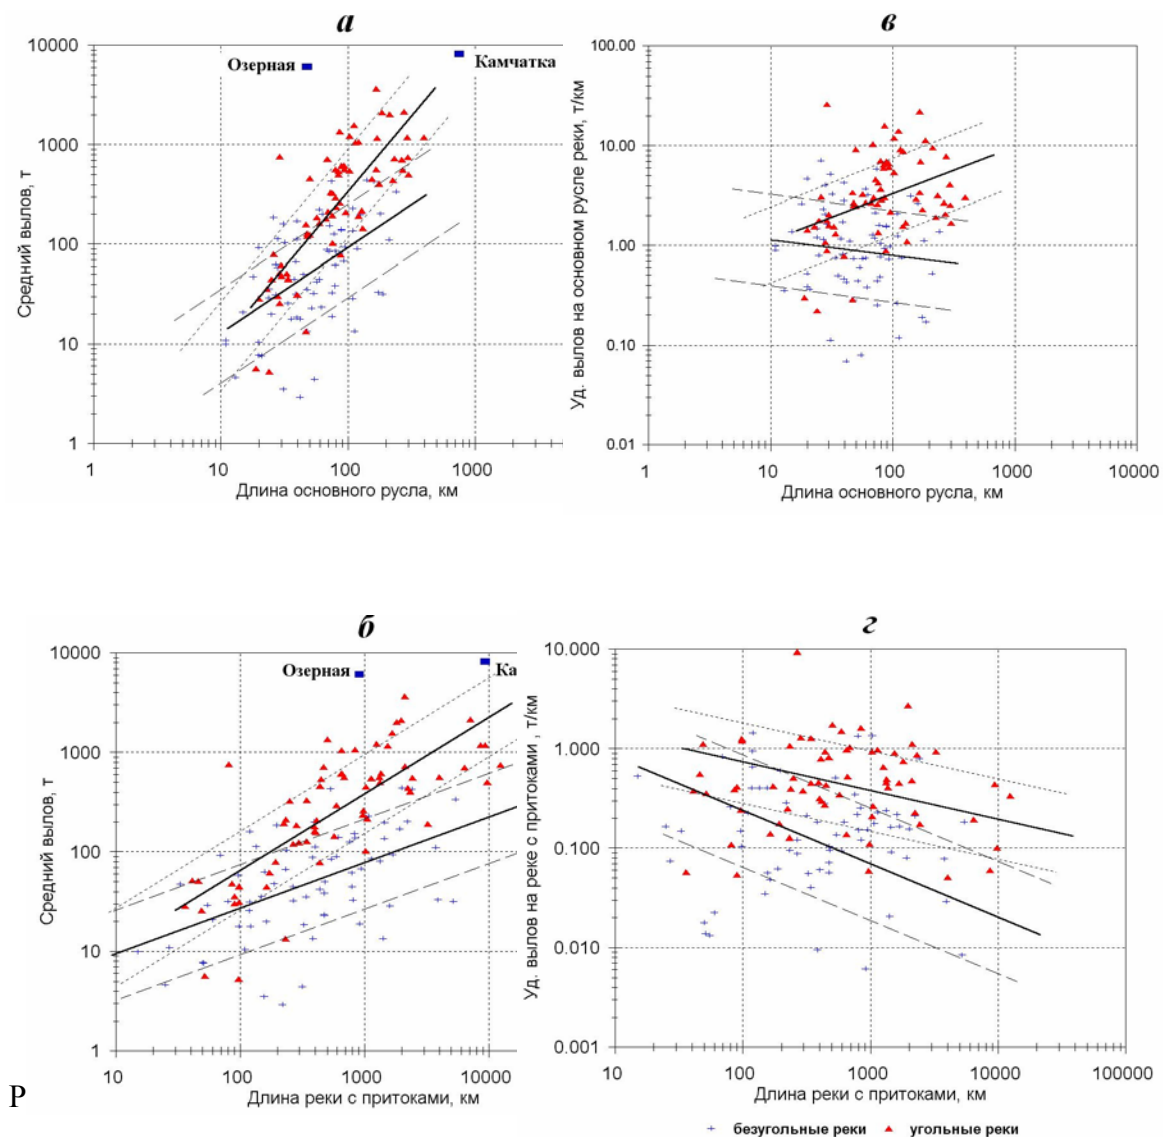 а
10000
1000
100
10
1
1
10
100
1000
Средний вылов, т
Длина основного русла, км
Озерная
Камчатка
в
100.00
10.00
1.00
0.10
0.01
1
10
100
1000
10000
Уд. вылов на основном русле реки, т/км
Длина основного русла, км
б
10000
1000
100
10
1
10
100
1000
10000
Средний вылов, т
Длина реки с притоками, км
Озерная
Ка
г
10.000
1.000
0.100
0.010
0.001
10
100
1000
10000
100000
Уд. вылов на реке с притоками , т/км
Длина реки с притоками, км
безугольные реки
угольные реки
Р